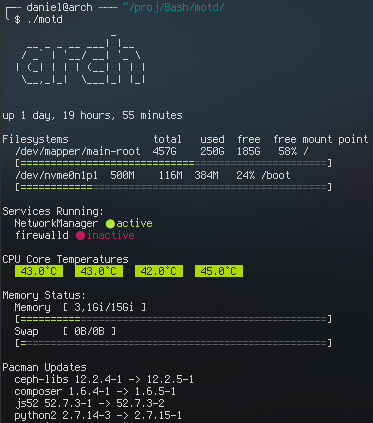 daniel@arch ~/proj/Bash/motd/
$ ./motd
arch
up 1 day, 19 hours, 55 minutes
Filesystems total used free free mount point
/dev/mapper/main-root 457G 250G 185G 58% /
[==================================================]
/dev/nvme0n1p1 500M 116M 384M 24% /boot
[==================================================]
Services Running:
NetworkManager active
firewalld inactive
CPU Core Temperatures
43.0°C 43.0°C 42.0°C 45.0°C
Memory Status:
Memory [ 3,1Gi/15Gi ]
[==================================================]
Swap [ 0B/0B ]
[==================================================]
Pacman Updates
ceph-libs 12.2.4-1 -> 12.2.5-1
composer 1.6.4-1 -> 1.6.5-1
js52 52.7.3-1 -> 52.7.3-2
python2 2.7.14-3 -> 2.7.15-1